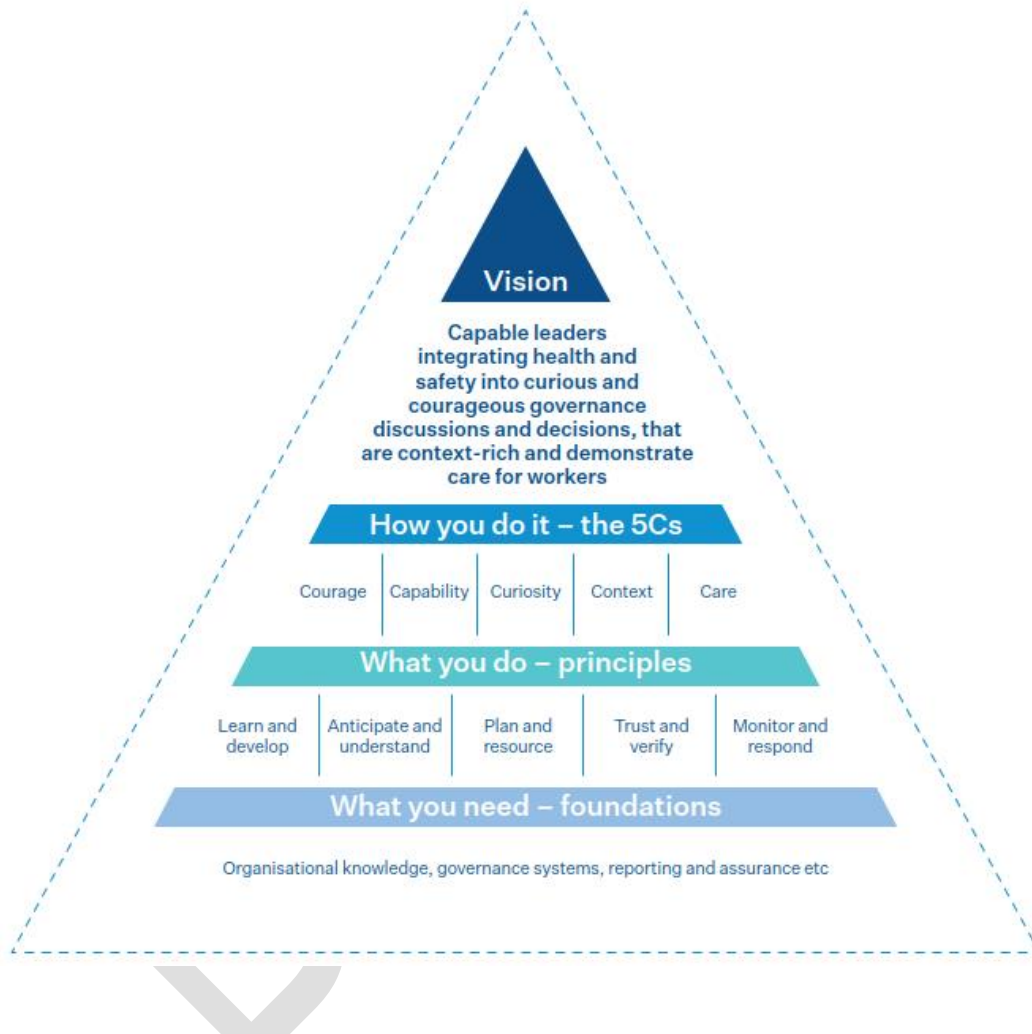 Vision
Capable leaders
integrating health and
safety into curious and
courageous governance
discussions and decisions, that
are context-rich and demonstrate
care for workers
How you do it – the 5Cs
Courage
Capability
Curiosity
Context
Care
What you do – principles
Learn and
develop
Anticipate and
understand
Plan and
resource
Trust and
verify
Monitor and
respond
What you need – foundations
Organisational knowledge, governance systems, reporting and assurance etc